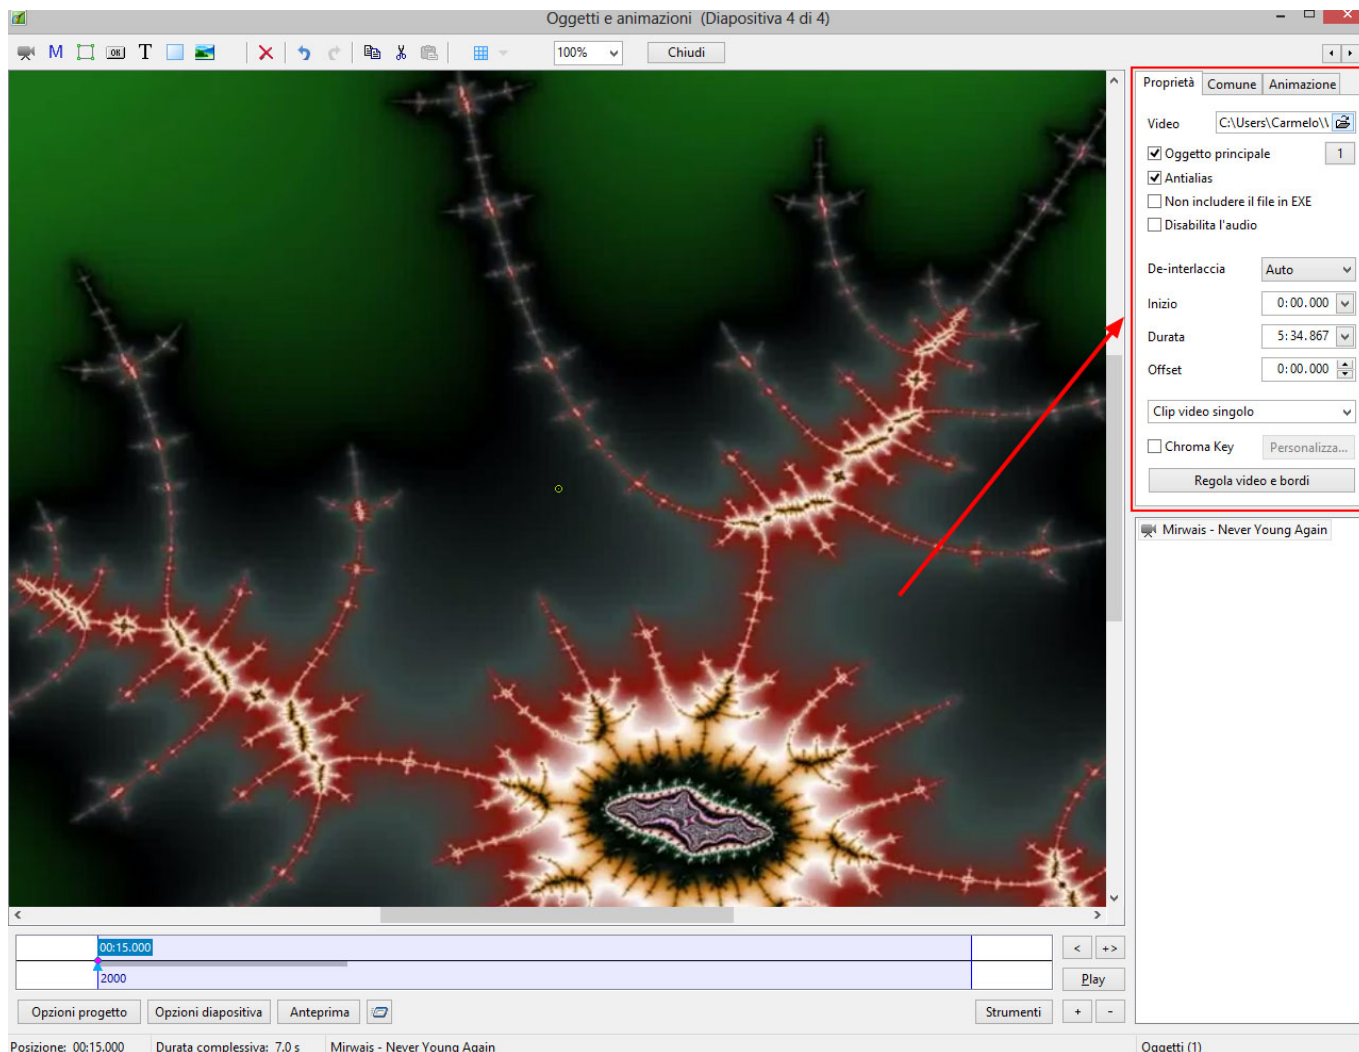 Oggetti e animazioni (Diapositiva 4 di 4)
M OK T 100% Chiudi
Proprietà Comune Animazione
Video C:\Users\Carmelo\\
Oggetto principale 1
Antialias
Non includere il file in EXE
Disabilita l'audio
De-interlaccia Auto
Inizio 0:00.000
Durata 5:34.867
Offset 0:00.000
Clip video singolo
Chroma Key Personalizza...
Regola video e bordi
Mirwais - Never Young Again
00:15.000
< +>
2000
Play
Opzioni progetto Opzioni diapositiva Anteprima Strumenti + -
Posizione: 00:15.000 Durata complessiva: 7.0 s Mirwais - Never Young Again Oggetti (1)